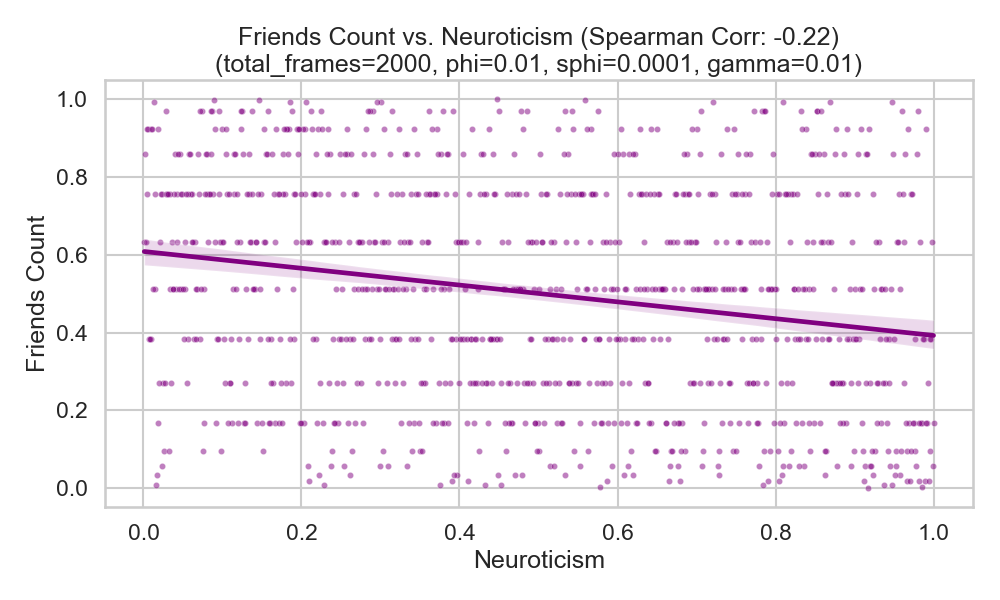 Friends Count vs. Neuroticism (Spearman Corr: -0.22)
(total_frames=2000, phi=0.01, sphi=0.0001, gamma=0.01)
1.0
0.8
0.6
0.4
0.2
0.0
Friends Count
0.0 0.2 0.4 0.6 0.8 1.0
Neuroticism